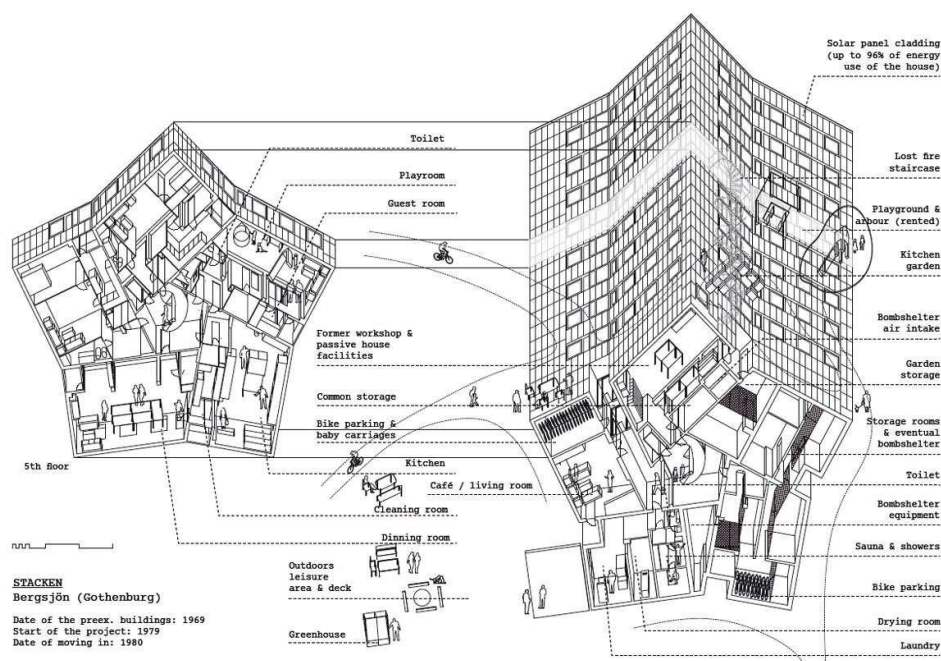 Toilet
Playroom
Guest room
Former workshop &
passive house
facilities
Common storage
Bike parking &
baby carriages
5th floor
Kitchen
Café / living room
Cleaning room
Dinning room
Outdoors
leisure
area & deck
Greenhouse
Solar panel cladding
(up to 96% of energy
use of the house)
Lost fire
staircase
Playground &
arbour (rented)
Kitchen
garden
Bombshelter
air intake
Garden
storage
Storage rooms
& eventual
bombshelter
Toilet
Bombshelter
equipment
Sauna & showers
Bike parking
Drying room
Laundry
STACKEN
Bergsjön (Gothenburg)
Date of the preex. buildings: 1969
Start of the project: 1979
Date of moving in: 1980